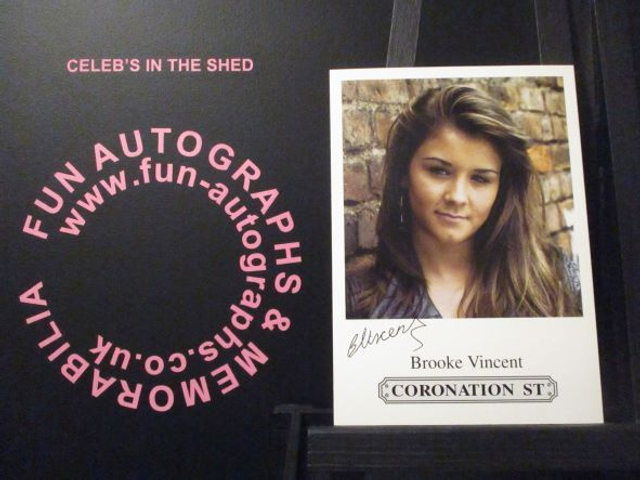 CELEB'S IN THE SHED
FUN AUTOGRAPHS & MEMORABILIA
www.fun-autographs.co.uk
BVincent
Brooke Vincent
CORONATION ST